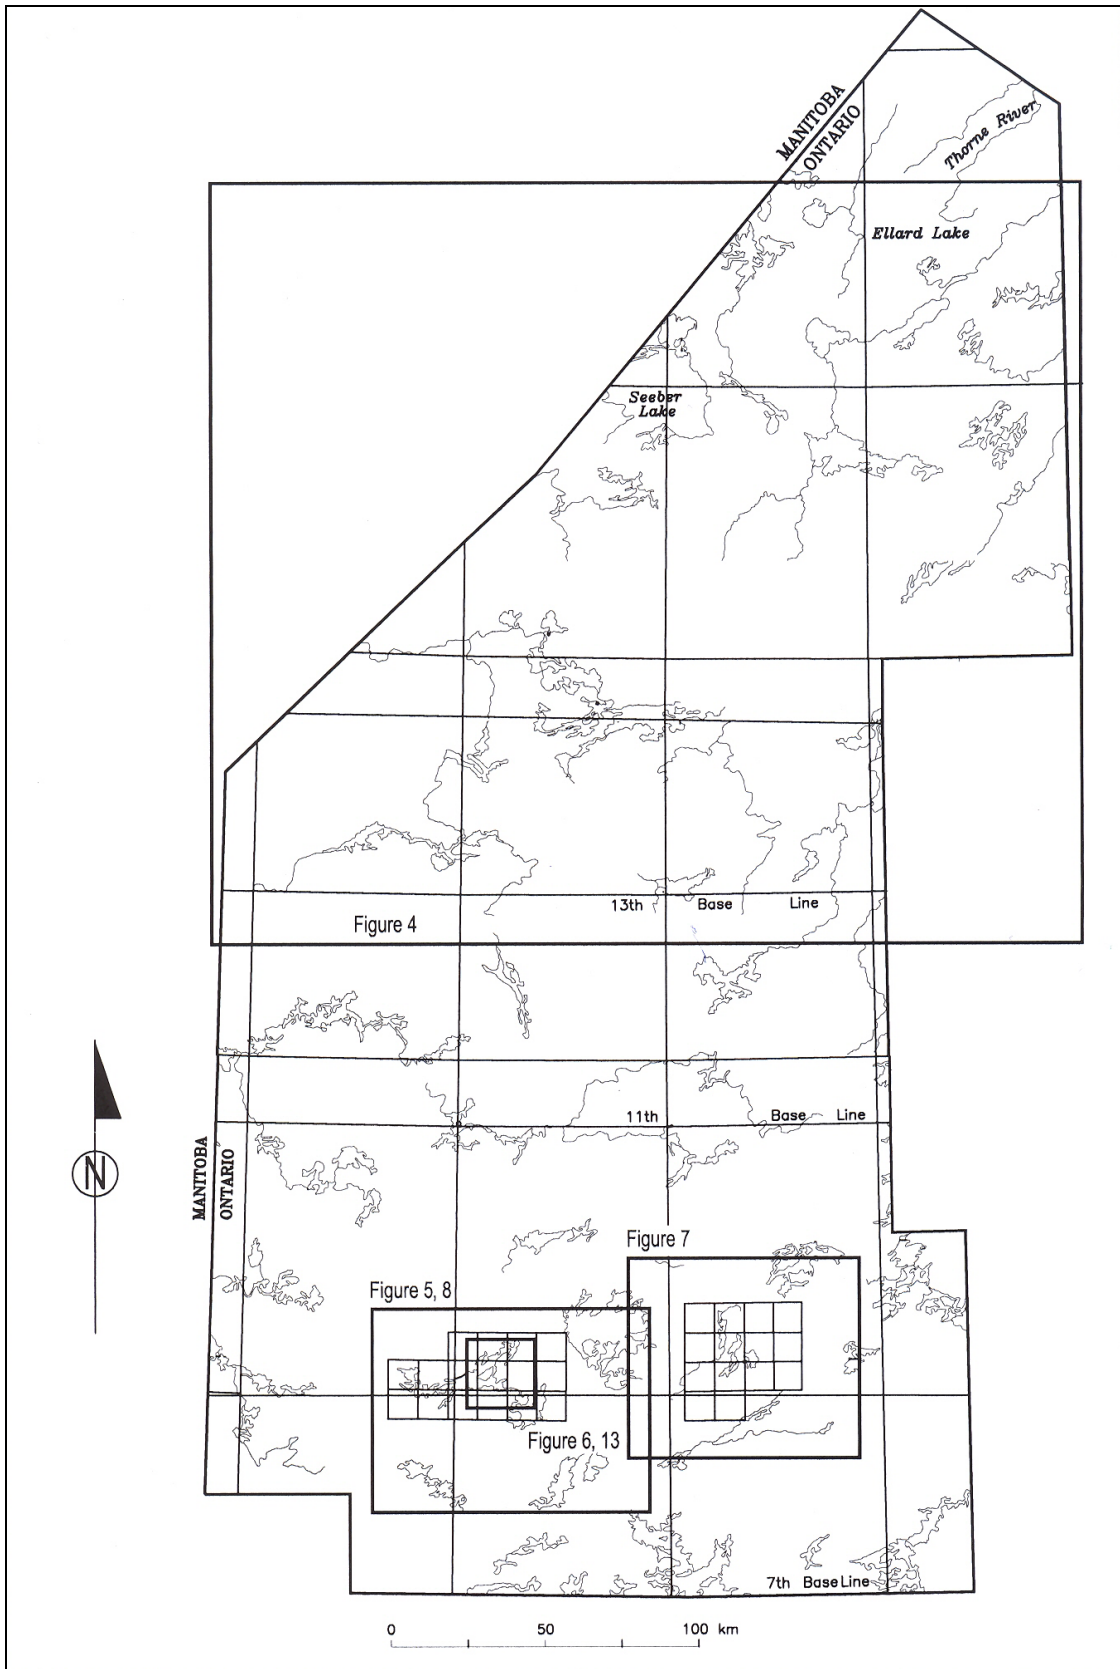 MANITOBA
ONTARIO
Thorne River
Ellard Lake
Seeber
Lake
13th Base Line
Figure 4
11th Base Line
MANITOBA
ONTARIO
N
Figure 7
Figure 5, 8
Figure 6, 13
7th Base Line
0 50 100 km